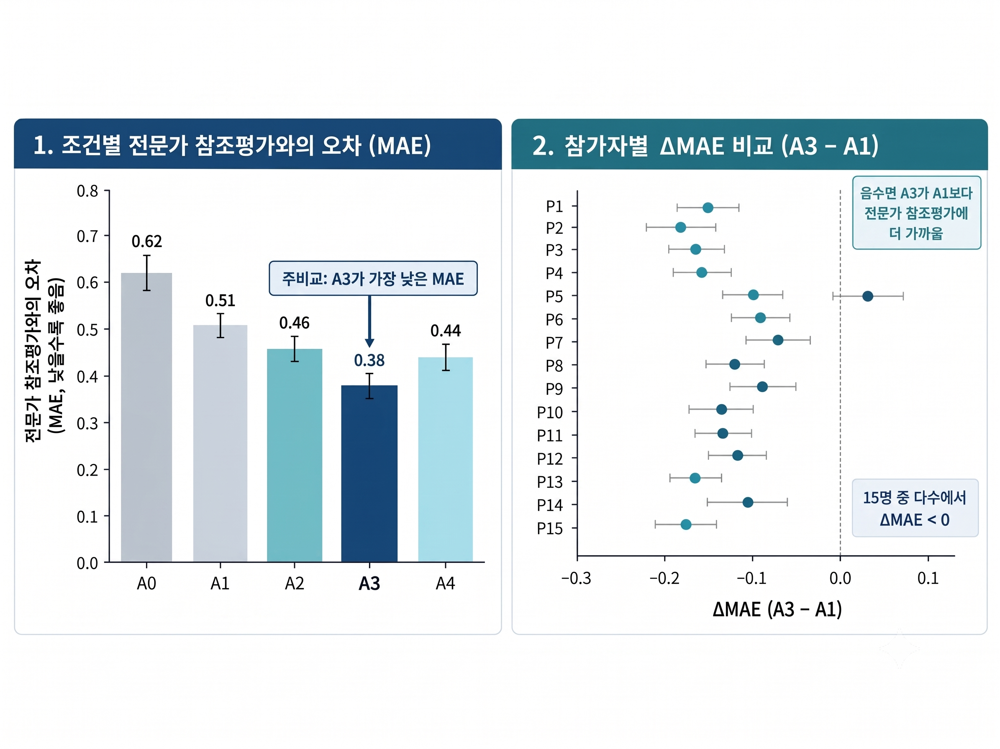 1. 조건별 전문가 참조평가와의 오차 (MAE)
전문가 참조평가와의 오차
(MAE, 낮을수록 좋음)
0.8
0.7
0.6
0.5
0.4
0.3
0.2
0.1
0.0
0.62
0.51
0.46
0.38
0.44
주비교: A3가 가장 낮은 MAE
A0
A1
A2
A3
A4
2. 참가자별 ΔMAE 비교 (A3 − A1)
음수면 A3가 A1보다
전문가 참조평가에
더 가까움
P1
P2
P3
P4
P5
P6
P7
P8
P9
P10
P11
P12
P13
P14
P15
15명 중 다수에서
ΔMAE < 0
−0.3
−0.2
−0.1
0.0
0.1
ΔMAE (A3 − A1)